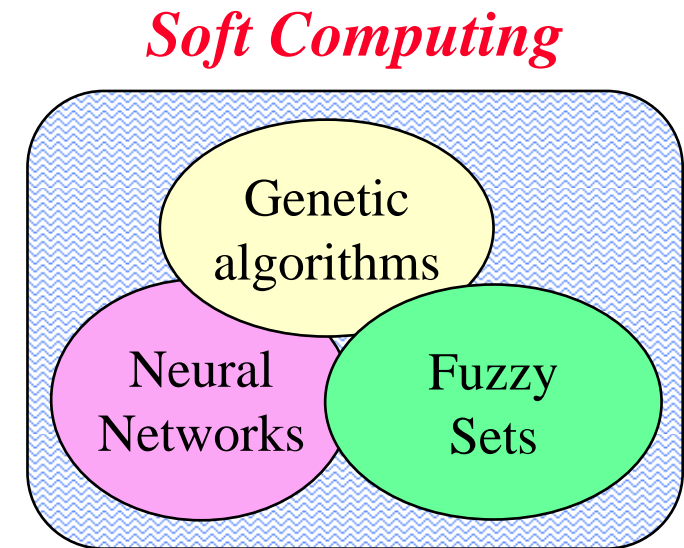 Soft Computing
Genetic
algorithms
Neural
Networks
Fuzzy
Sets